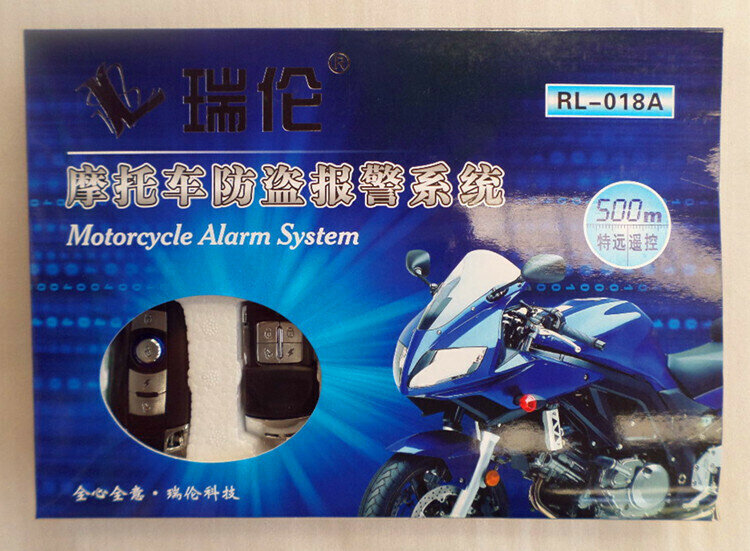 瑞伦®
RL-018A
摩托车防盗报警系统
Motorcycle Alarm System
500m
特远遥控
全心全意·瑞伦科技